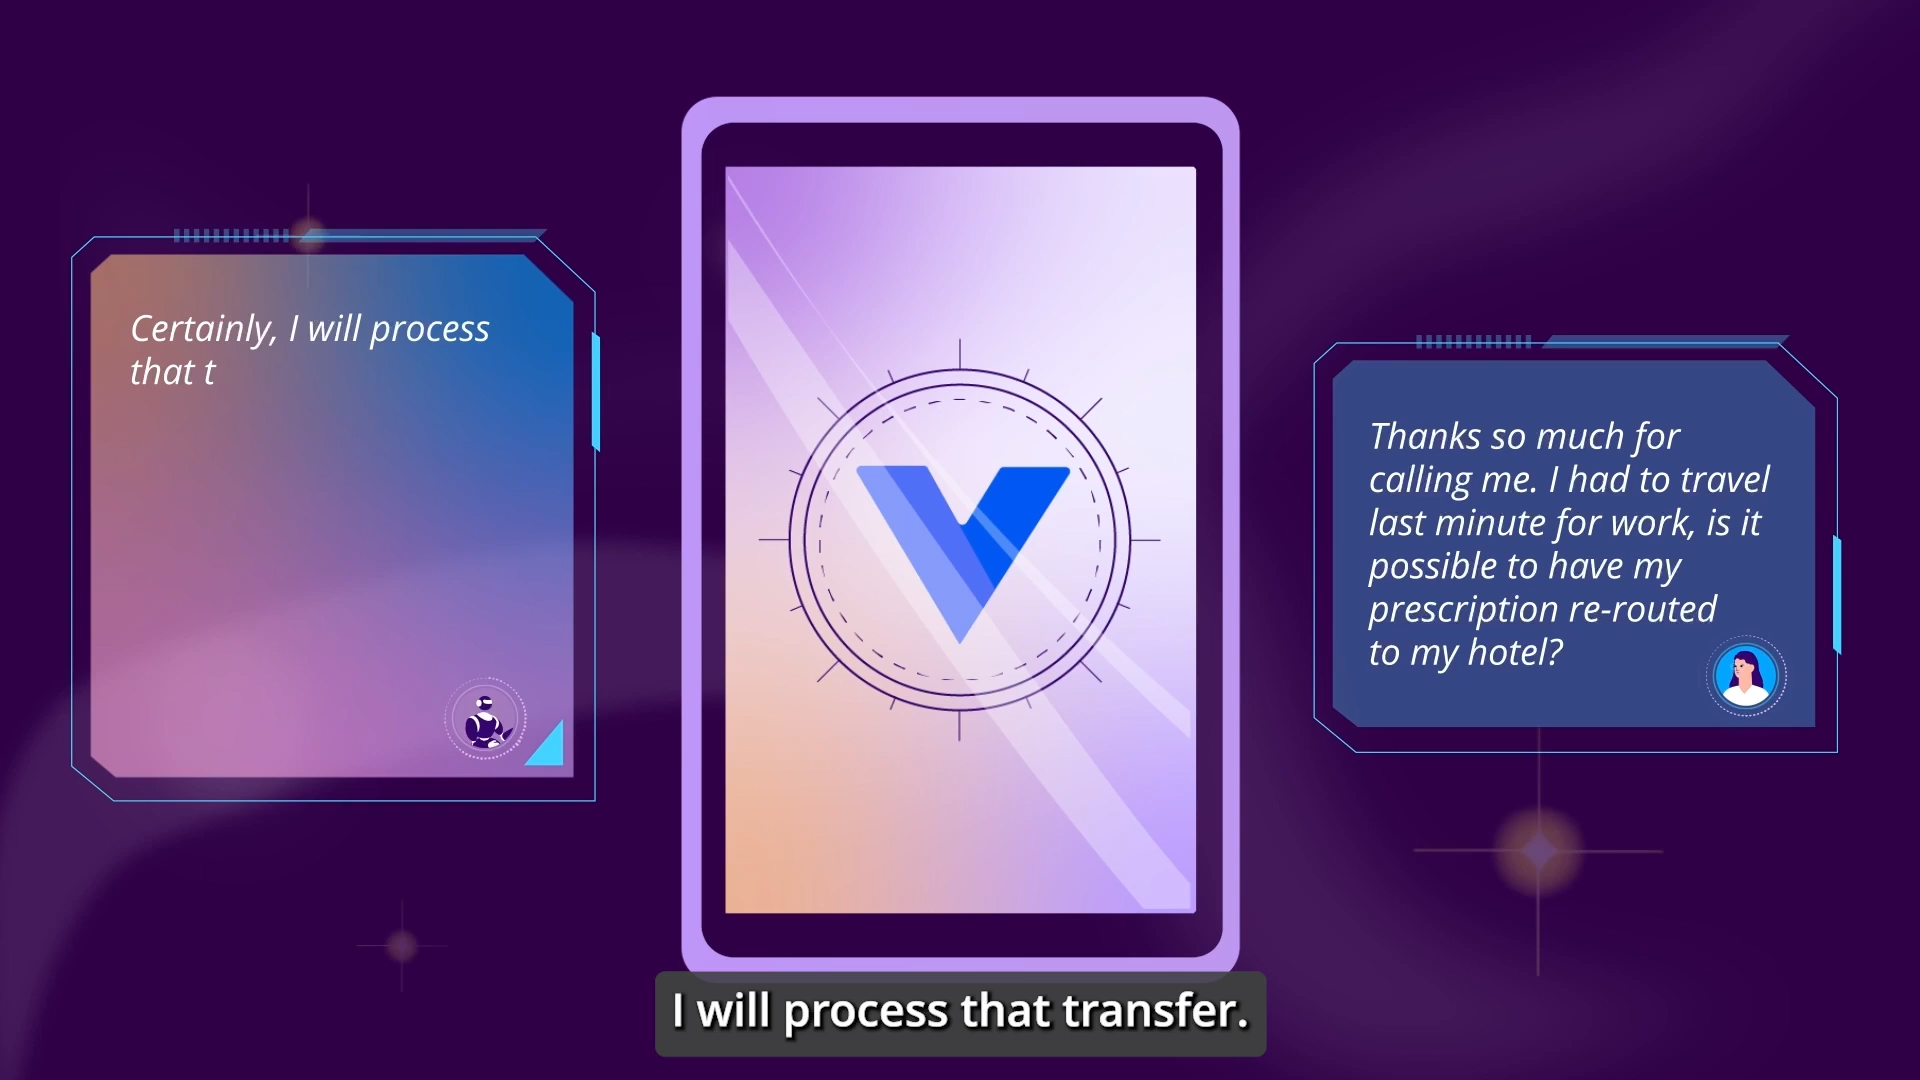 Certainly, I will process
that t
Thanks so much for
calling me. I had to travel
last minute for work, is it
possible to have my
prescription re-routed
to my hotel?
I will process that transfer.